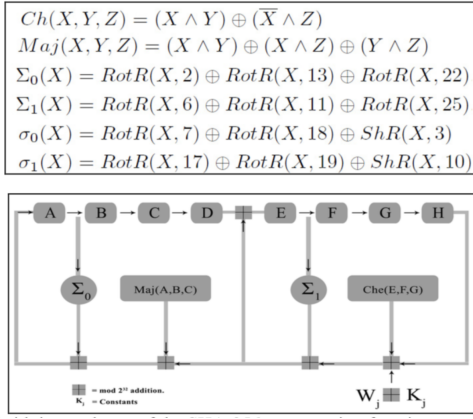 Ch(X, Y, Z) = (X ∧ Y) ⊕ (X̅ ∧ Z)
Maj(X, Y, Z) = (X ∧ Y) ⊕ (X ∧ Z) ⊕ (Y ∧ Z)
Σ₀(X) = RotR(X, 2) ⊕ RotR(X, 13) ⊕ RotR(X, 22)
Σ₁(X) = RotR(X, 6) ⊕ RotR(X, 11) ⊕ RotR(X, 25)
σ₀(X) = RotR(X, 7) ⊕ RotR(X, 18) ⊕ ShR(X, 3)
σ₁(X) = RotR(X, 17) ⊕ RotR(X, 19) ⊕ ShR(X, 10)
A B C D E F G H
Σ₀ Maj(A,B,C) Σ₁ Che(E,F,G)
= mod 2³² addition.
Kⱼ = Constants
Wⱼ Kⱼ